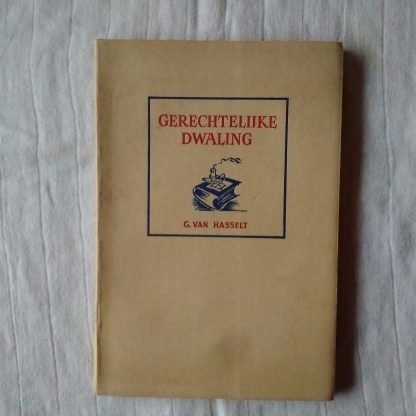 GERECHTELIJKE
DWALING
G. VAN HASSELT